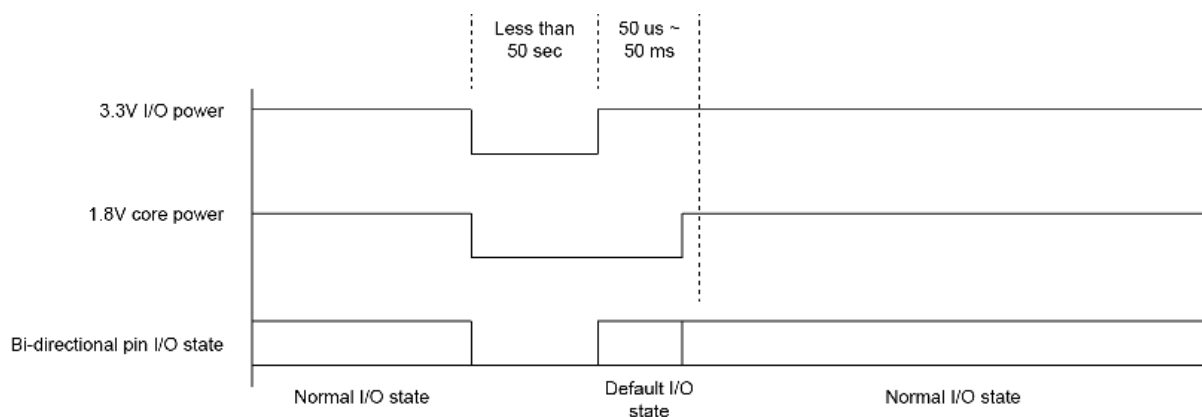 Less than
50 sec
50 us ~
50 ms
3.3V I/O power
1.8V core power
Bi-directional pin I/O state
Normal I/O state
Default I/O
state
Normal I/O state